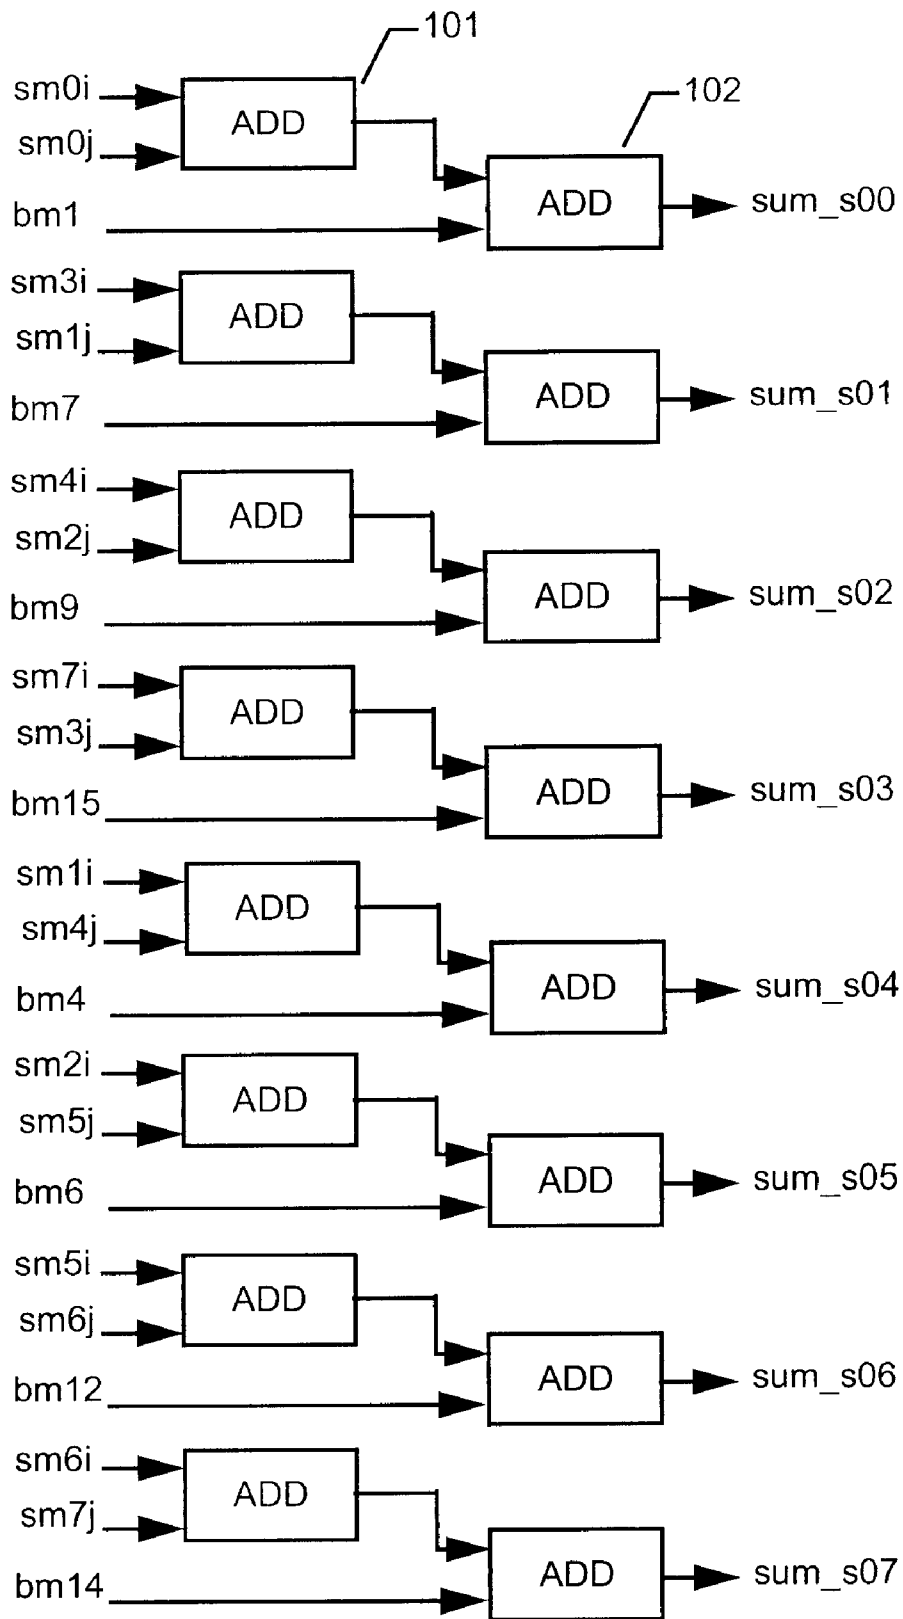 101
sm0i
ADD
102
sm0j
bm1
ADD
sum_s00
sm3i
ADD
sm1j
bm7
ADD
sum_s01
sm4i
ADD
sm2j
bm9
ADD
sum_s02
sm7i
ADD
sm3j
bm15
ADD
sum_s03
sm1i
ADD
sm4j
bm4
ADD
sum_s04
sm2i
ADD
sm5j
bm6
ADD
sum_s05
sm5i
ADD
sm6j
bm12
ADD
sum_s06
sm6i
ADD
sm7j
bm14
ADD
sum_s07